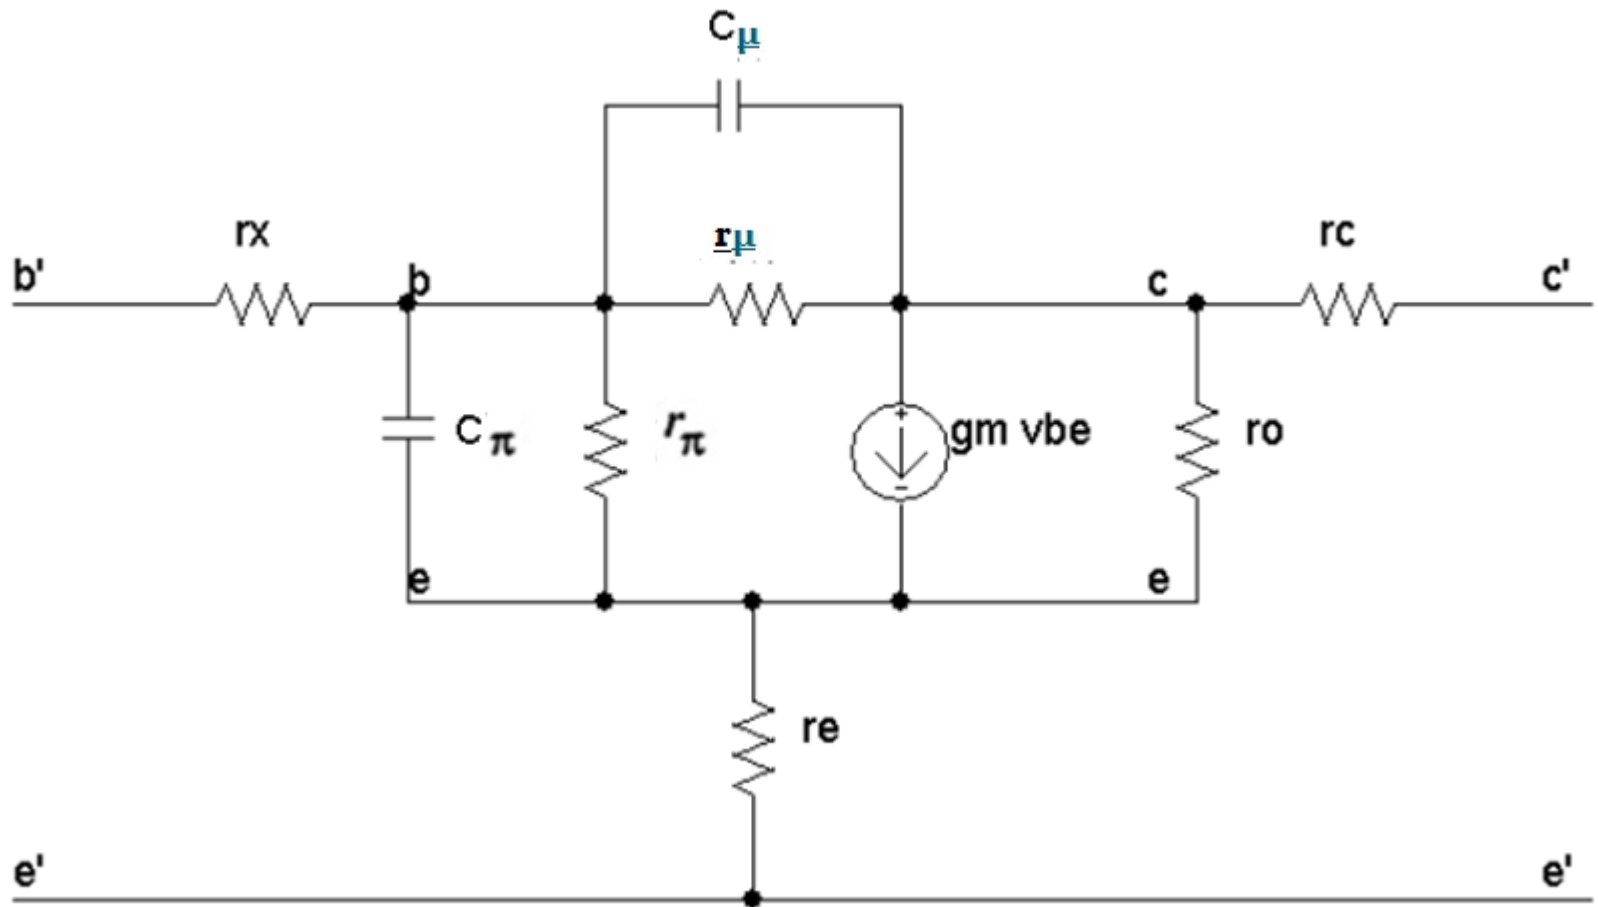 Cμ
rx
rμ
rc
b'
b
c
c'
Cπ
rπ
gm vbe
ro
+
-
e
e
re
e'
e'